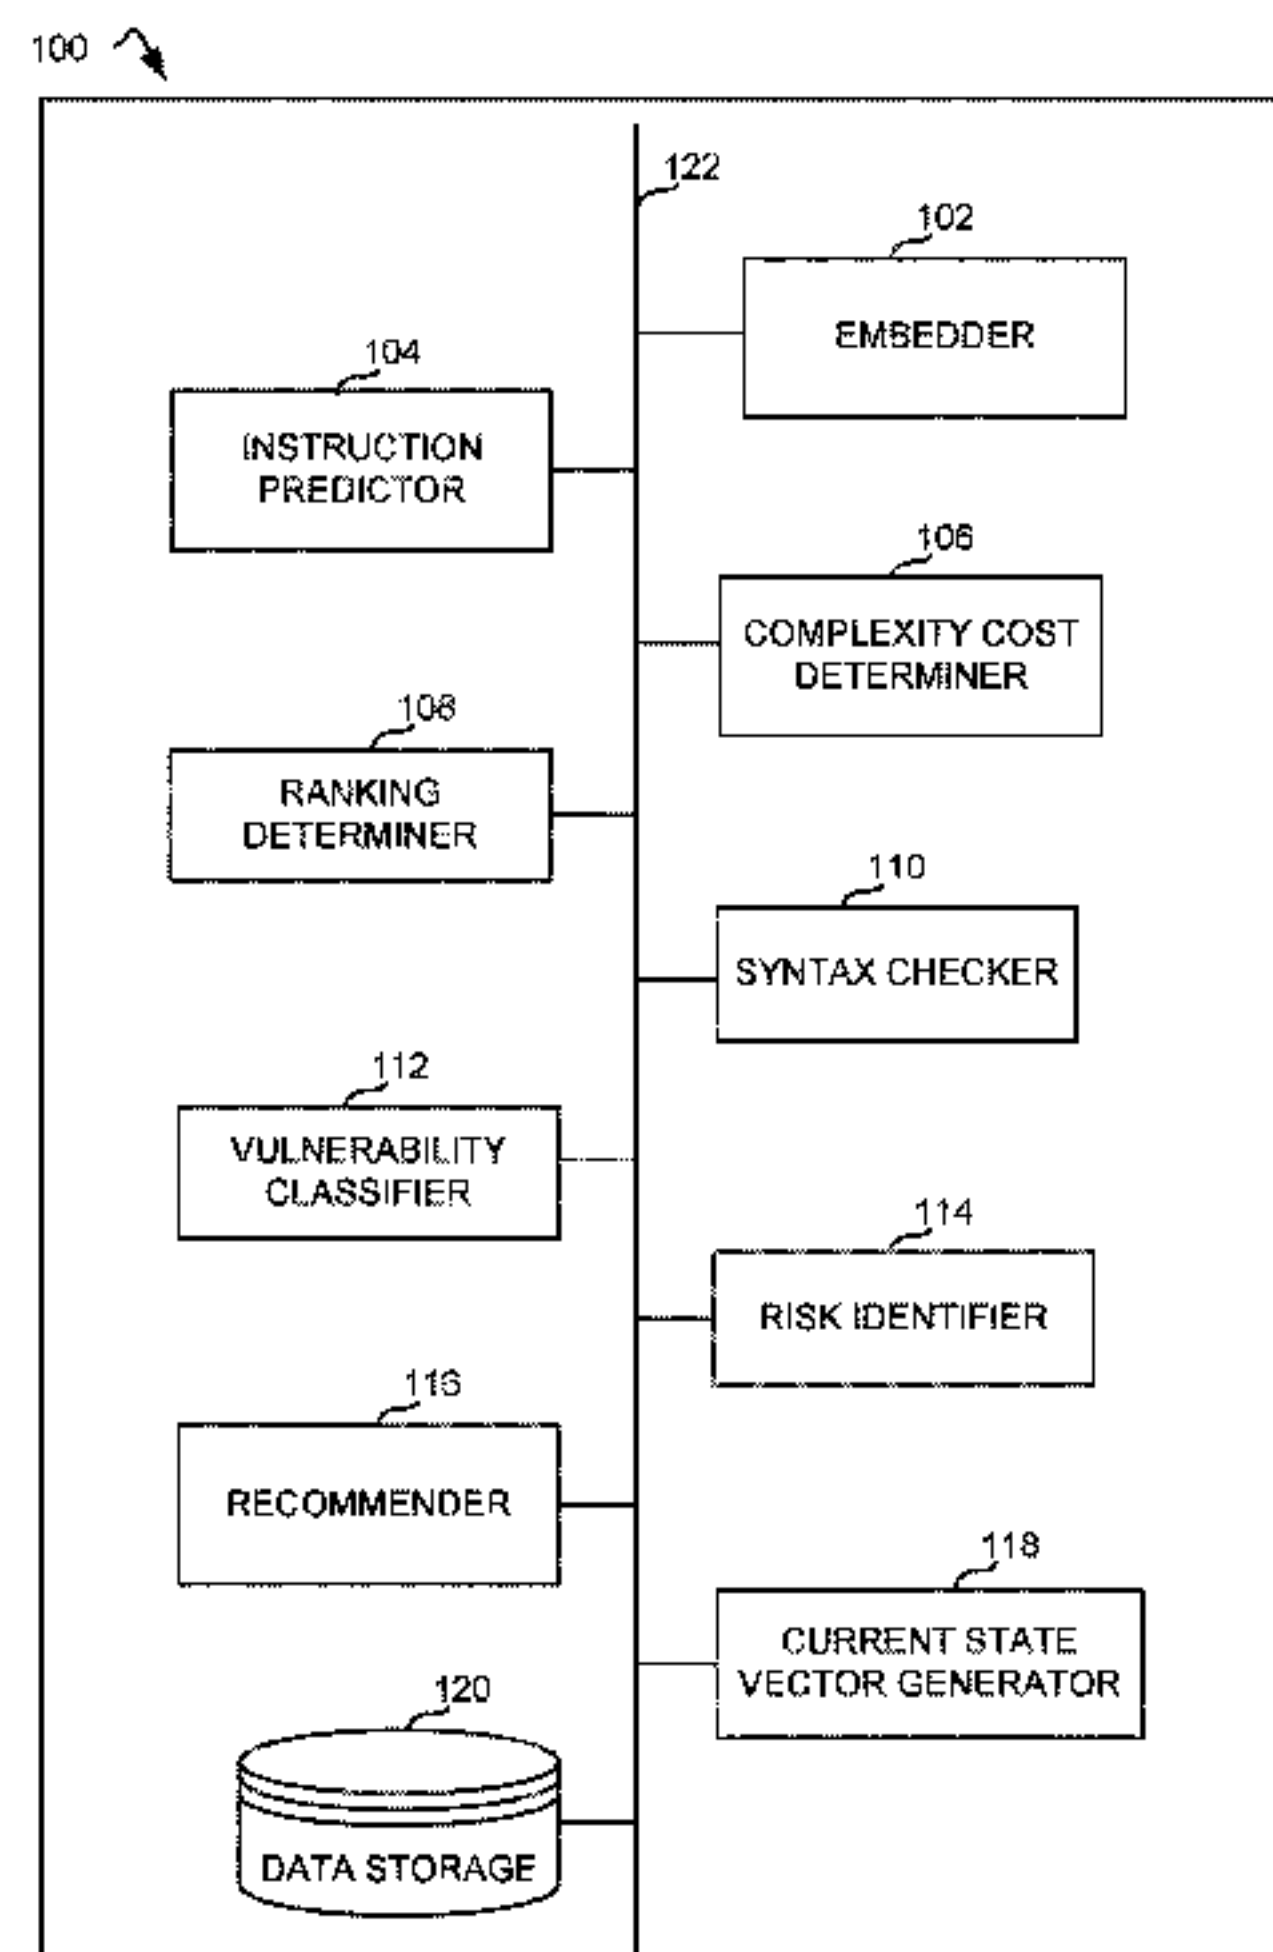 100
122
102
EMBEDDER
104
INSTRUCTION
PREDICTOR
106
COMPLEXITY COST
DETERMINER
108
RANKING
DETERMINER
110
SYNTAX CHECKER
112
VULNERABILITY
CLASSIFIER
114
RISK IDENTIFIER
116
RECOMMENDER
118
CURRENT STATE
VECTOR GENERATOR
120
DATA STORAGE